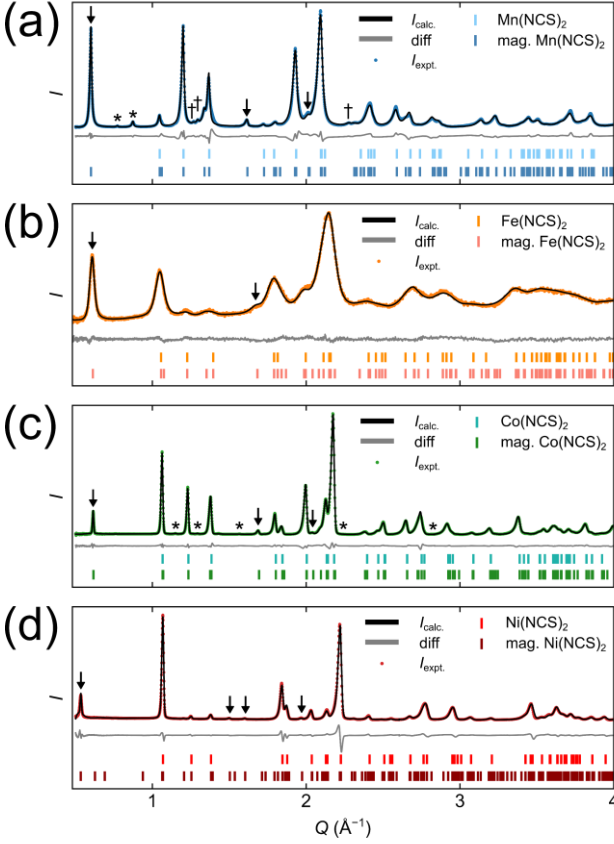 (a)
I_calc.
diff
I_expt.
Mn(NCS)₂
mag. Mn(NCS)₂
* * † † †
I
(b)
I_calc.
diff
I_expt.
Fe(NCS)₂
mag. Fe(NCS)₂
I
(c)
I_calc.
diff
I_expt.
Co(NCS)₂
mag. Co(NCS)₂
* * * * *
I
(d)
I_calc.
diff
I_expt.
Ni(NCS)₂
mag. Ni(NCS)₂
I
1 2 3 4
Q (Å⁻¹)